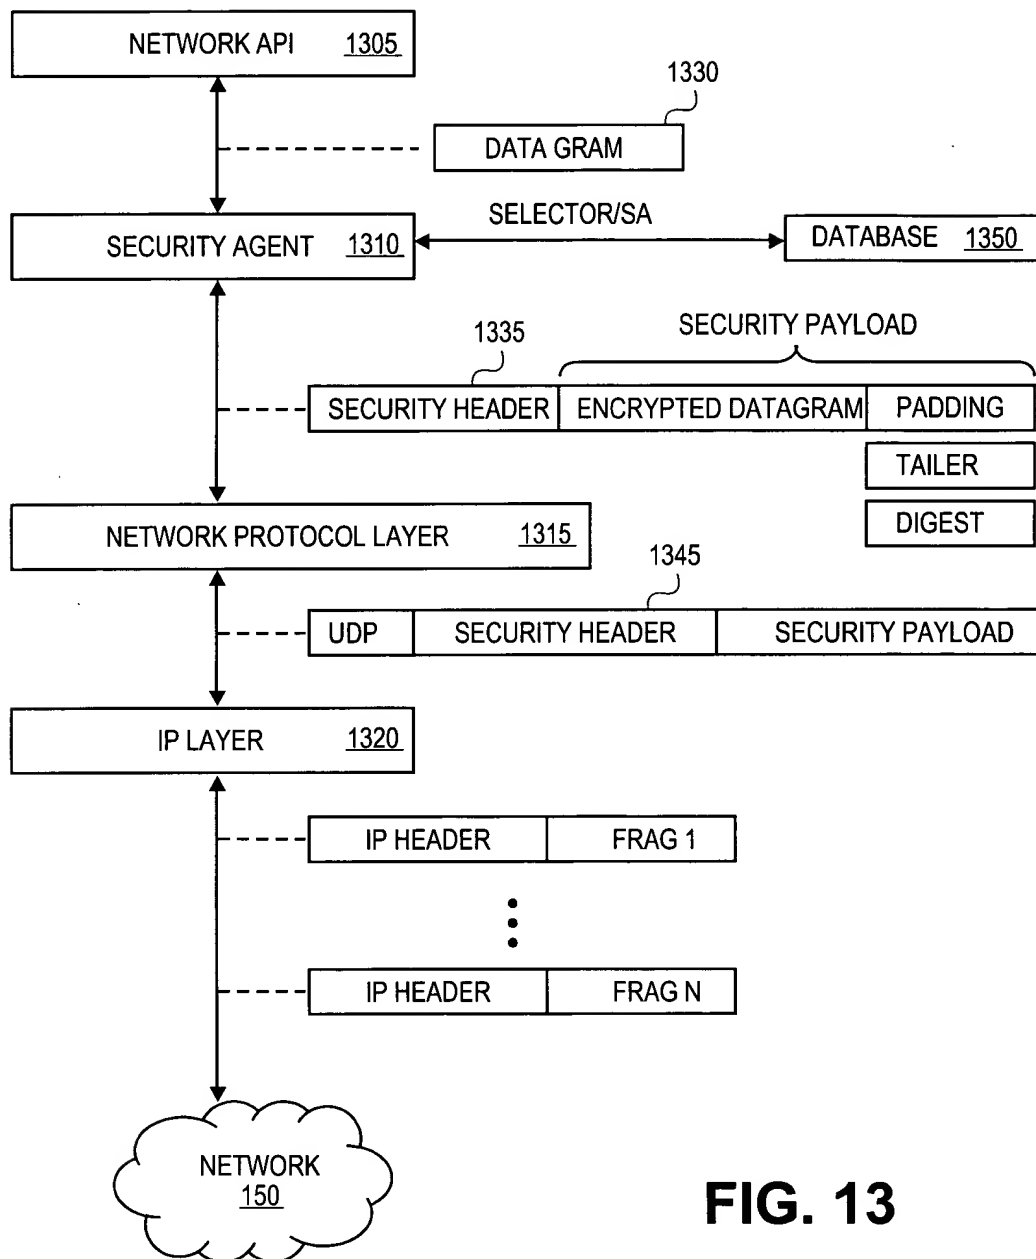 NETWORK API 1305
1330
DATA GRAM
SELECTOR/SA
SECURITY AGENT 1310
DATABASE 1350
SECURITY PAYLOAD
1335
SECURITY HEADER ENCRYPTED DATAGRAM PADDING
TAILER
DIGEST
NETWORK PROTOCOL LAYER 1315
1345
UDP SECURITY HEADER SECURITY PAYLOAD
IP LAYER 1320
IP HEADER FRAG 1
IP HEADER FRAG N
NETWORK
150
FIG. 13